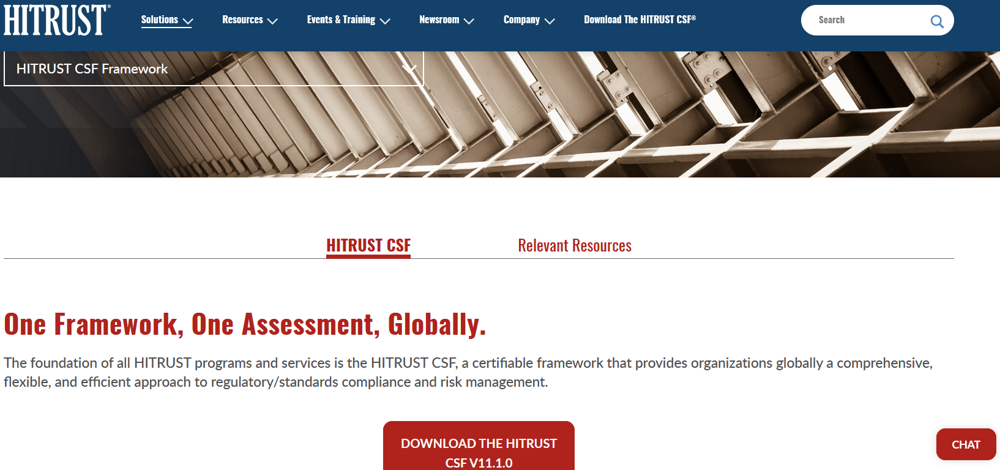 HITRUST®
Solutions
Resources
Events & Training
Newsroom
Company
Download The HITRUST CSF®
Search
HITRUST CSF Framework
HITRUST CSF
Relevant Resources
One Framework, One Assessment, Globally.
The foundation of all HITRUST programs and services is the HITRUST CSF, a certifiable framework that provides organizations globally a comprehensive,
flexible, and efficient approach to regulatory/standards compliance and risk management.
DOWNLOAD THE HITRUST
CSF V11.1.0
CHAT